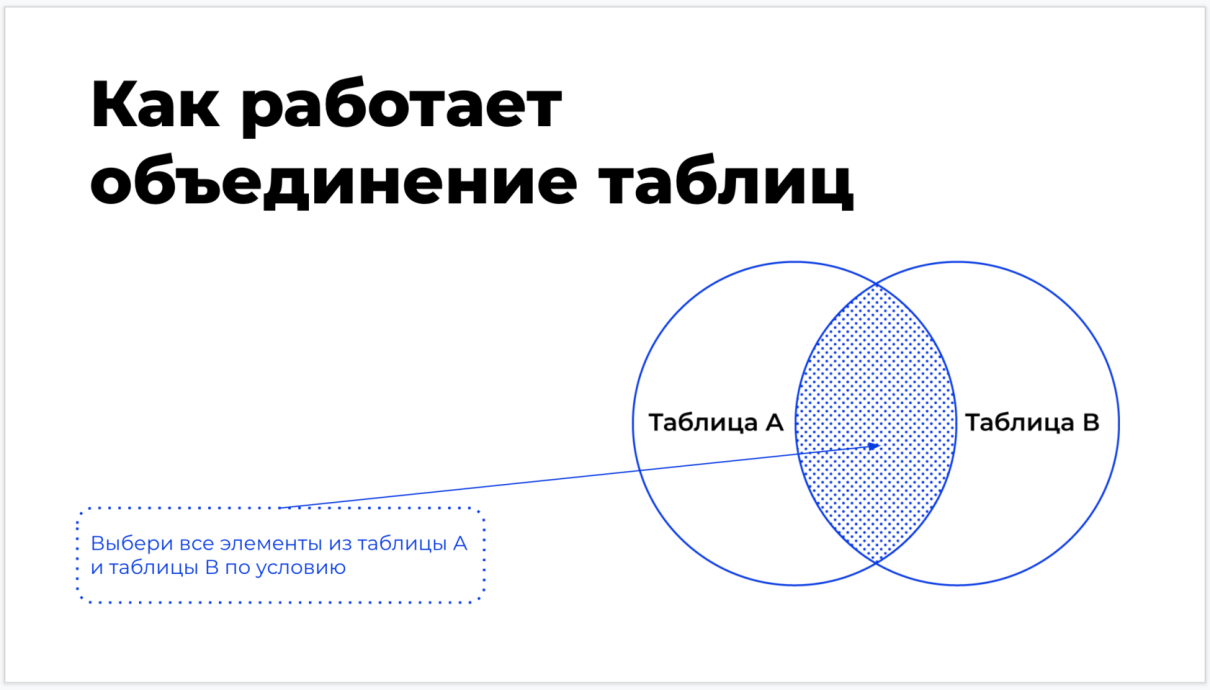 Как работает
объединение таблиц
Таблица A
Таблица B
Выбери все элементы из таблицы А
и таблицы B по условию